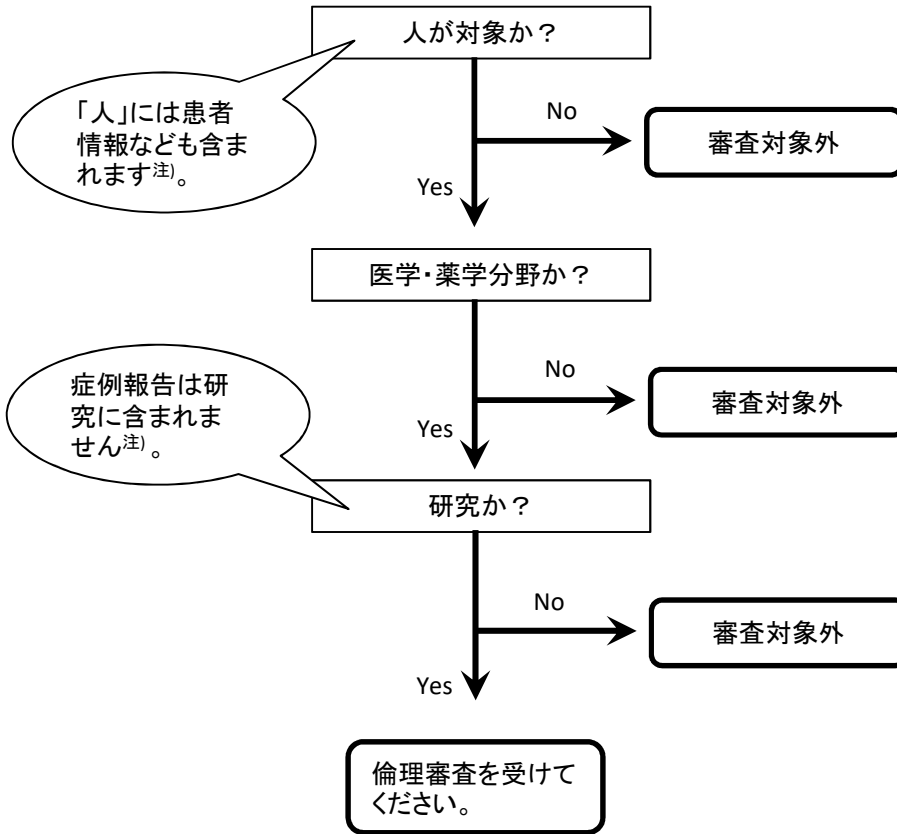 人が対象か？
「人」には患者
情報なども含ま
れます注)。
No
審査対象外
Yes
医学・薬学分野か？
No
審査対象外
症例報告は研
究に含まれま
せん注)。
Yes
研究か？
No
審査対象外
Yes
倫理審査を受けて
ください。